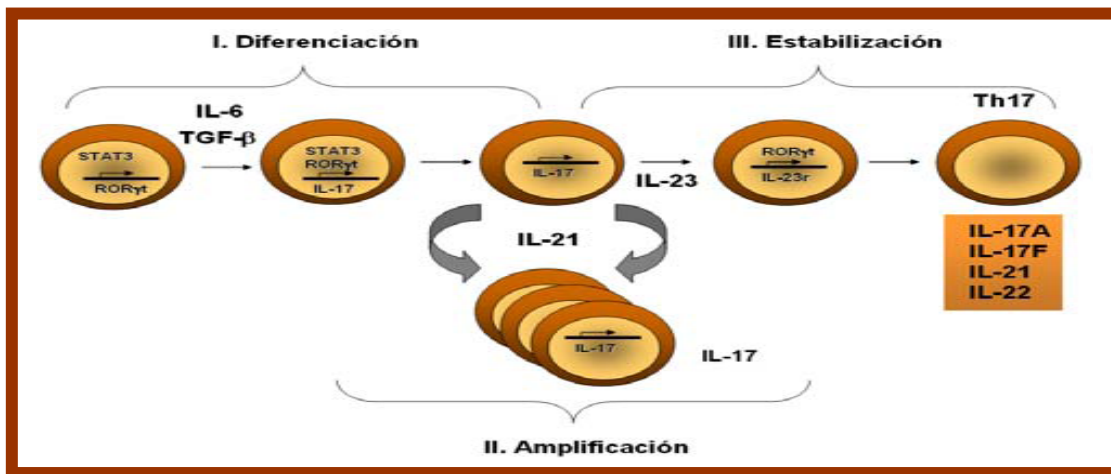 I. Diferenciación
III. Estabilización
IL-6
TGF-β
Th17
STAT3
RORγt
STAT3
RORγt
IL-17
IL-17
IL-23
RORγt
IL-23r
IL-21
IL-17A
IL-17F
IL-21
IL-22
IL-17
IL-17
II. Amplificación